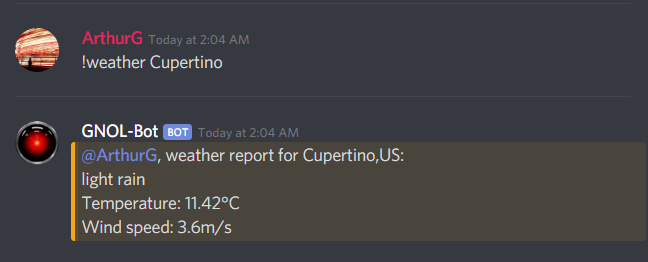 ArthurG Today at 2:04 AM
!weather Cupertino
GNOL-Bot BOT Today at 2:04 AM
@ArthurG, weather report for Cupertino,US:
light rain
Temperature: 11.42°C
Wind speed: 3.6m/s